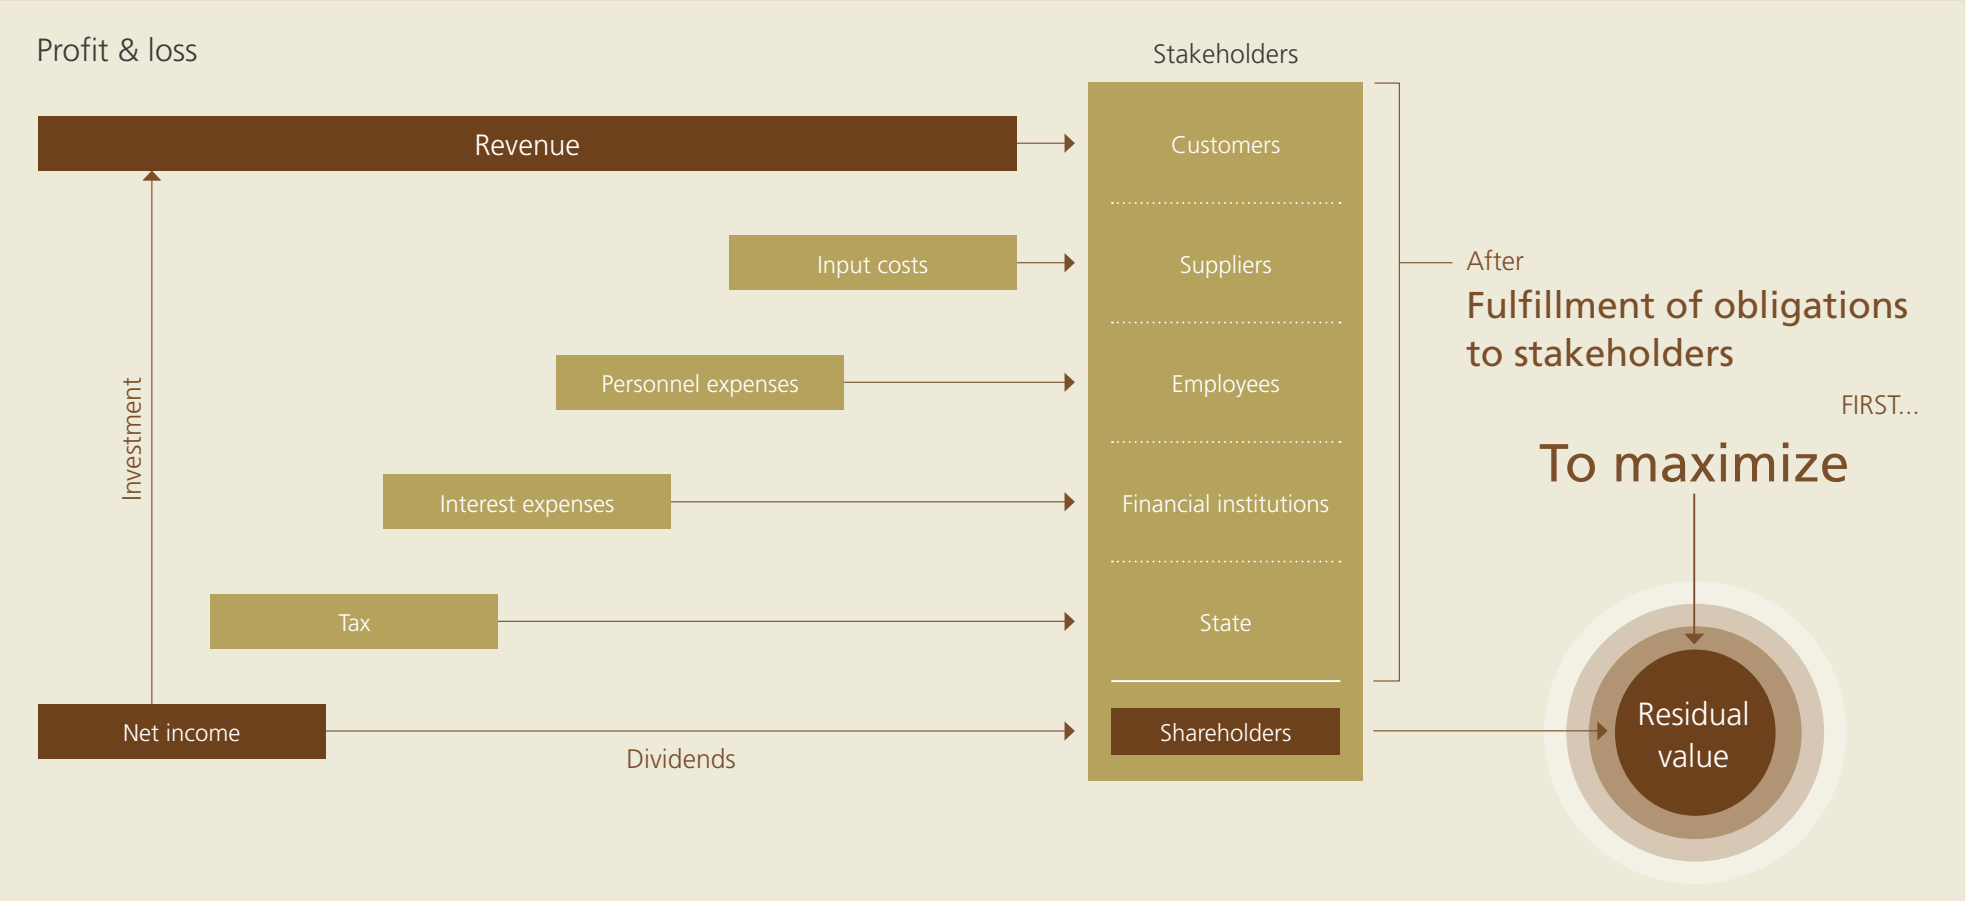 Profit & loss
Stakeholders
Revenue
Customers
Input costs
Suppliers
After
Fulfillment of obligations
to stakeholders
Personnel expenses
Employees
FIRST...
To maximize
Investment
Interest expenses
Financial institutions
Tax
State
Net income
Dividends
Shareholders
Residual
value